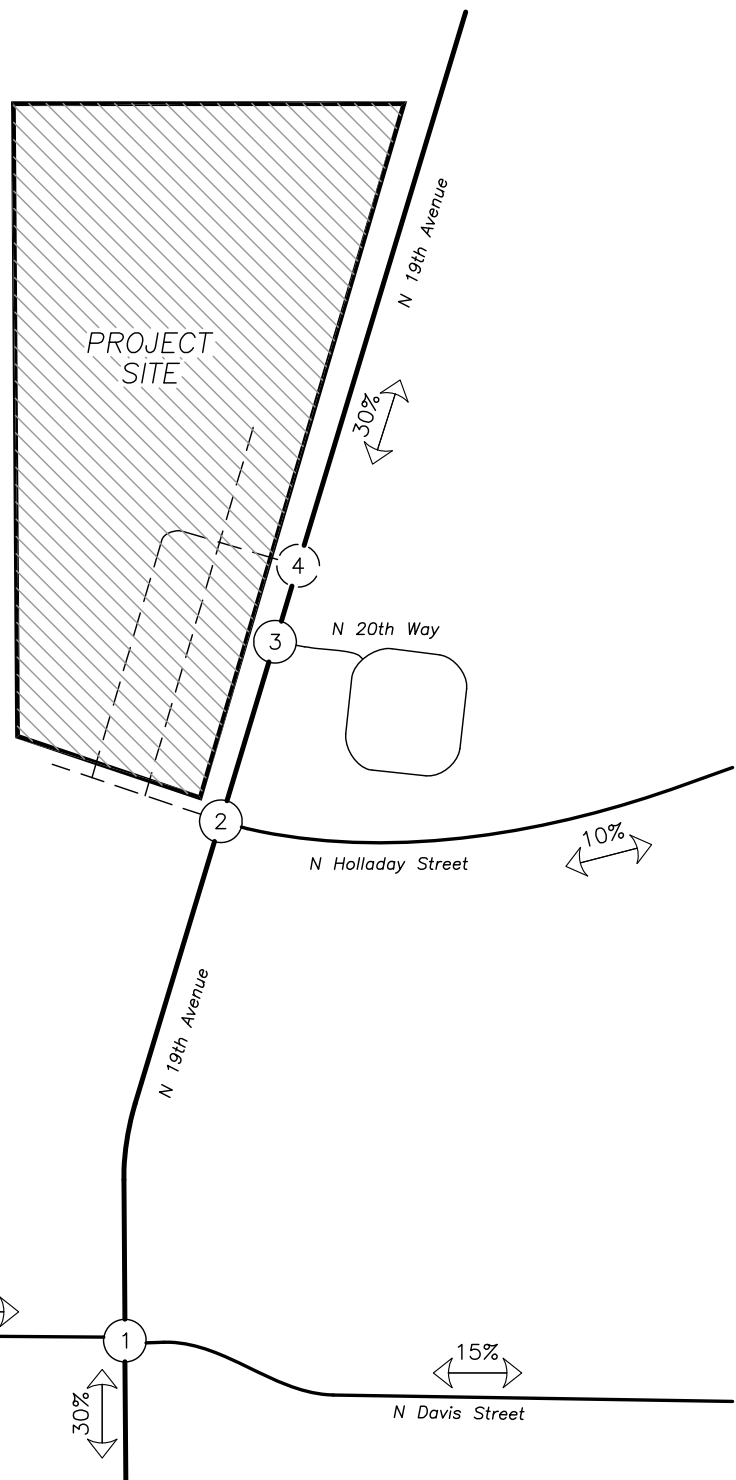 N 19th Avenue
PROJECT
SITE
30%
4
3
N 20th Way
2
10%
N Holladay Street
N 19th Avenue
1
15%
30%
N Davis Street